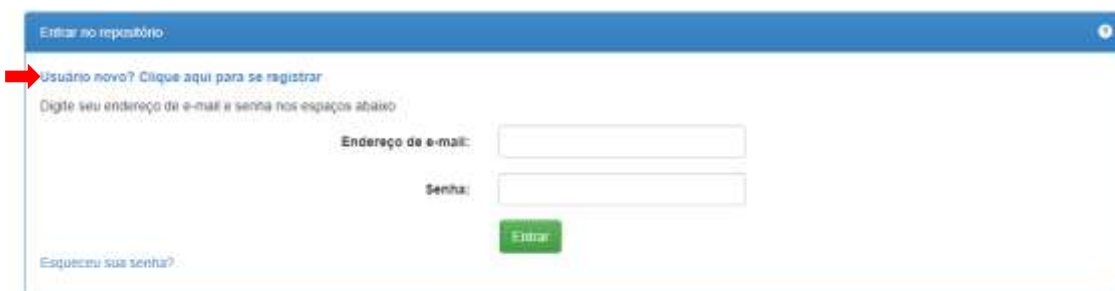 Entrar no repositório
Usuário novo? Clique aqui para se registrar
Digite seu endereço de e-mail e senha nos espaços abaixo
Endereço de e-mail:
Senha:
Entrar
Esqueceu sua senha?